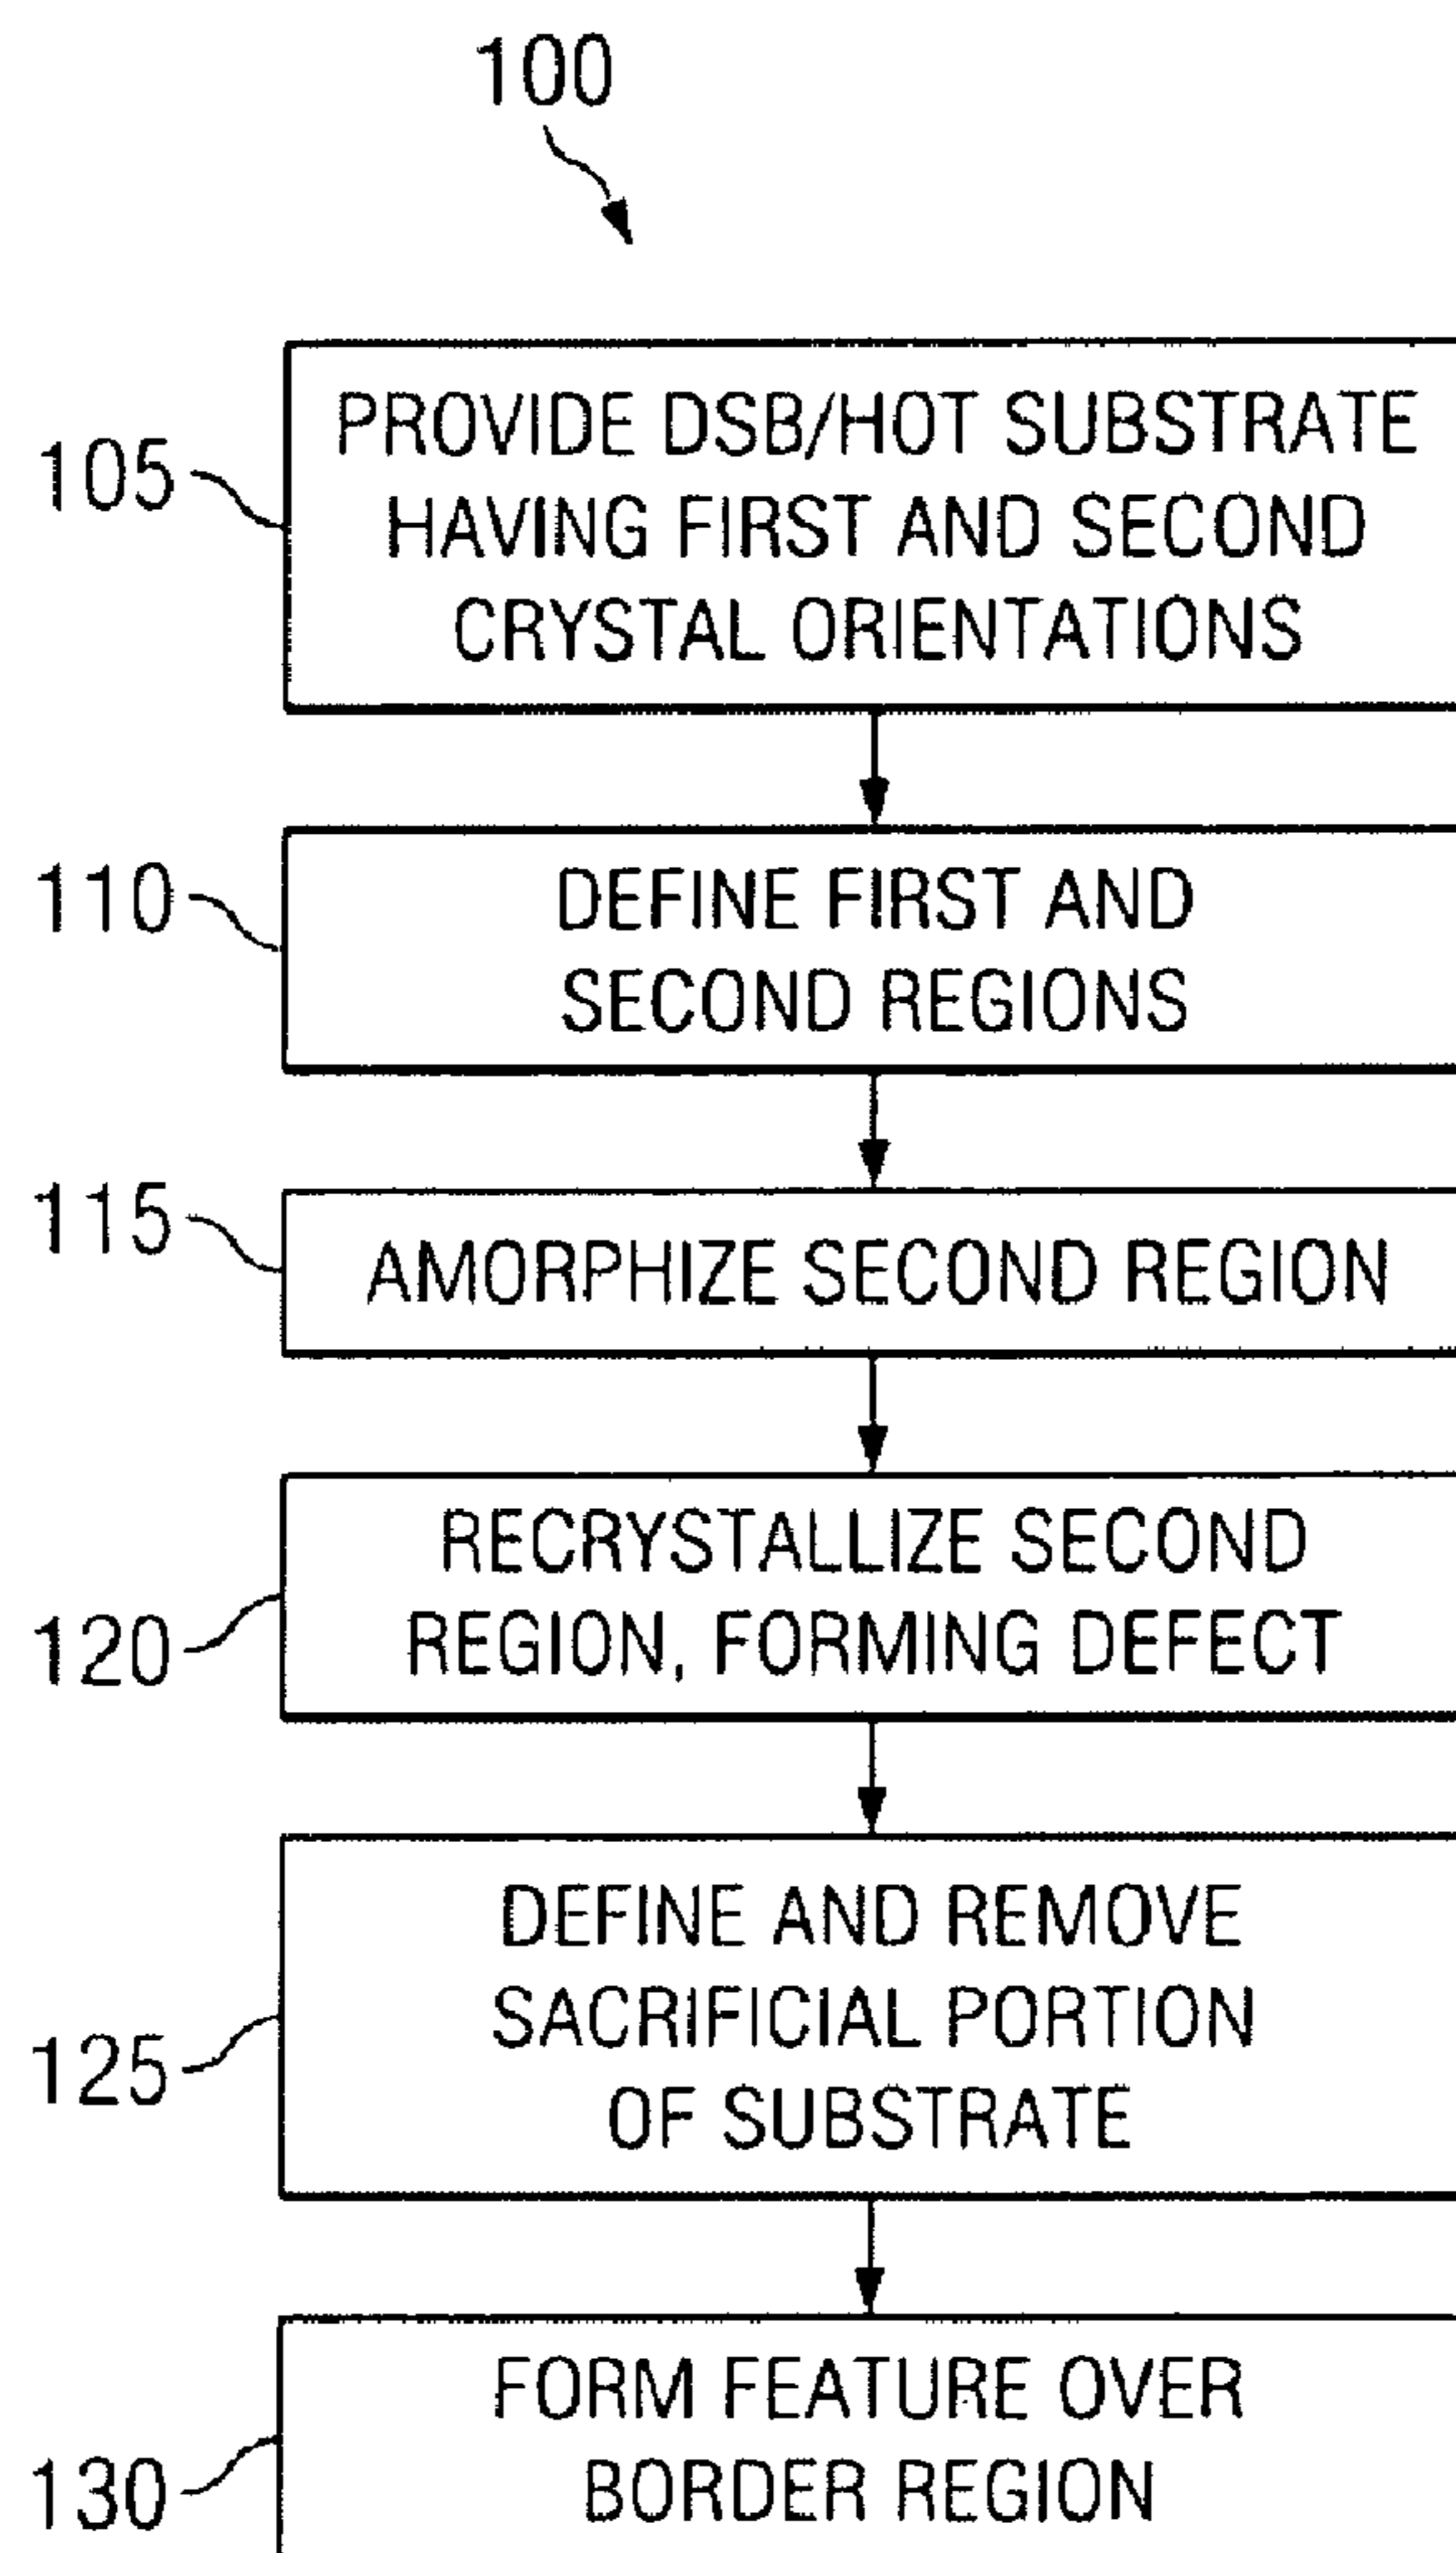 100
105
PROVIDE DSB/HOT SUBSTRATE
HAVING FIRST AND SECOND
CRYSTAL ORIENTATIONS
110
DEFINE FIRST AND
SECOND REGIONS
115
AMORPHIZE SECOND REGION
120
RECRYSTALLIZE SECOND
REGION, FORMING DEFECT
125
DEFINE AND REMOVE
SACRIFICIAL PORTION
OF SUBSTRATE
130
FORM FEATURE OVER
BORDER REGION